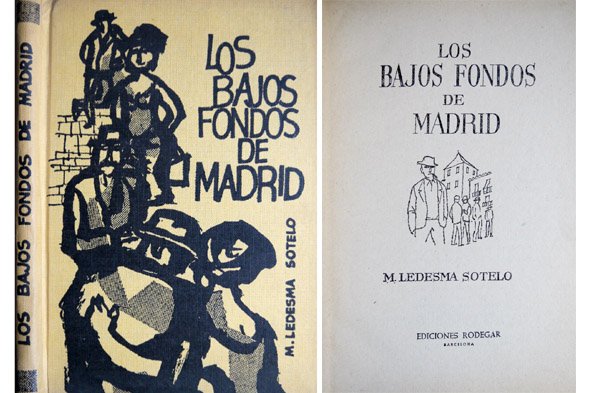 LOS BAJOS FONDOS DE MADRID
LOS
BAJOS
FONDOS
DE
MADRID
M. LEDESMA SOTELO
LOS
BAJOS FONDOS
DE
MADRID
M. LEDESMA SOTELO
EDICIONES RODEGAR
BARCELONA